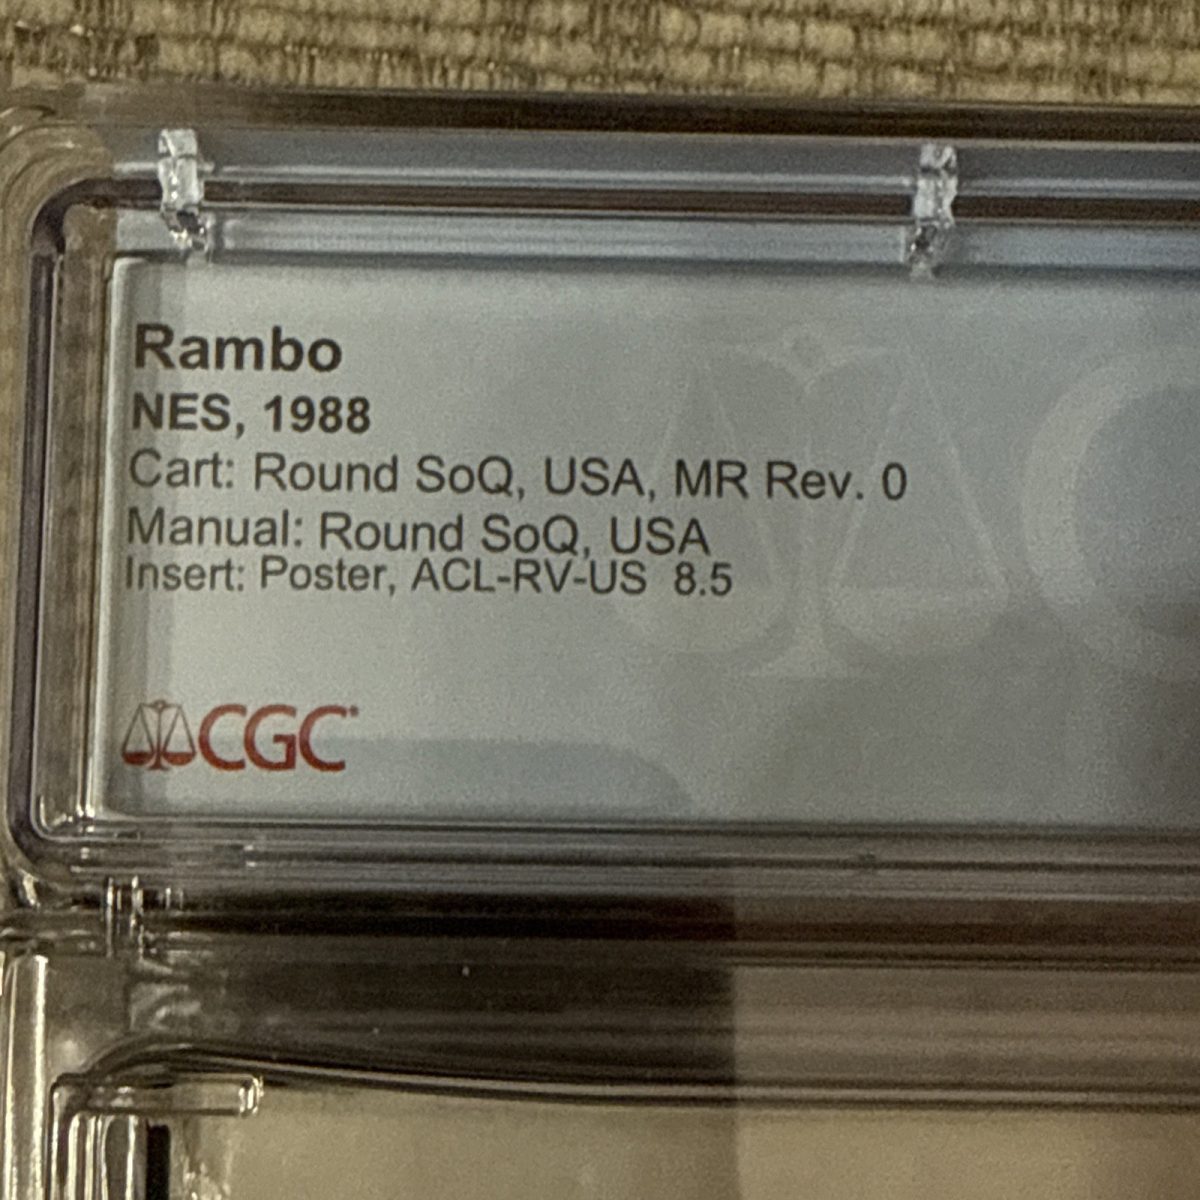 Rambo
NES, 1988
Cart: Round SoQ, USA, MR Rev. 0
Manual: Round SoQ, USA
Insert: Poster, ACL-RV-US 8.5
CGC